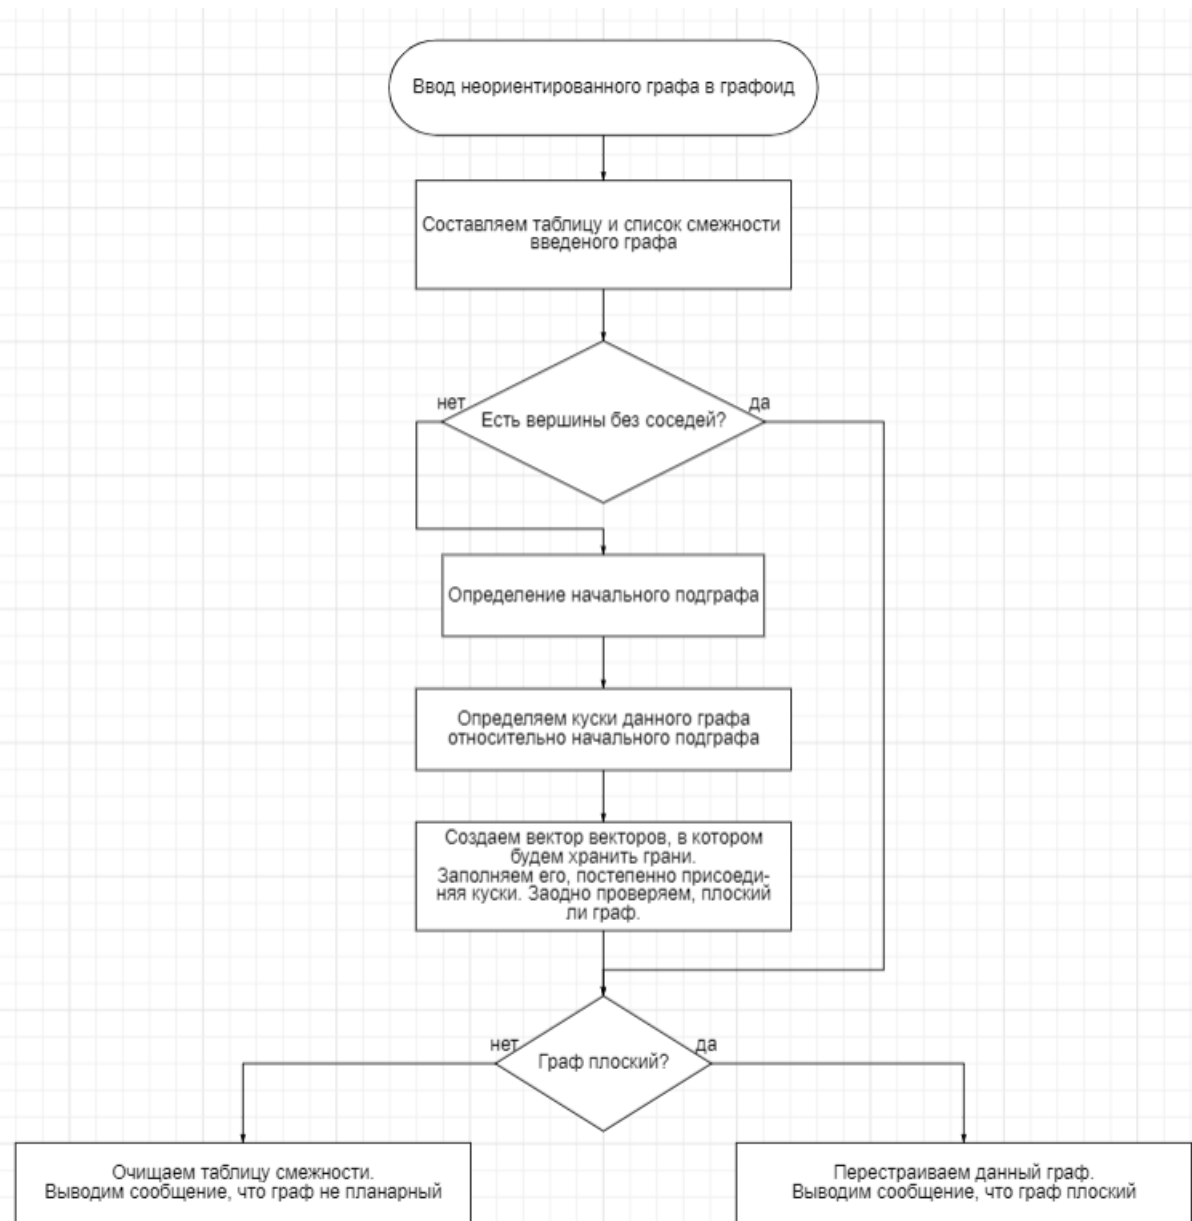 Ввод неориентированного графа в графоид
Составляем таблицу и список смежности
введеного графа
нет
да
Есть вершины без соседей?
Определение начального подграфа
Определяем куски данного графа
относительно начального подграфа
Создаем вектор векторов, в котором
будем хранить грани.
Заполняем его, постепенно присоеди-
няя куски. Заодно проверяем, плоский
ли граф.
нет
да
Граф плоский?
Очищаем таблицу смежности.
Выводим сообщение, что граф не планарный
Перестраиваем данный граф.
Выводим сообщение, что граф плоский